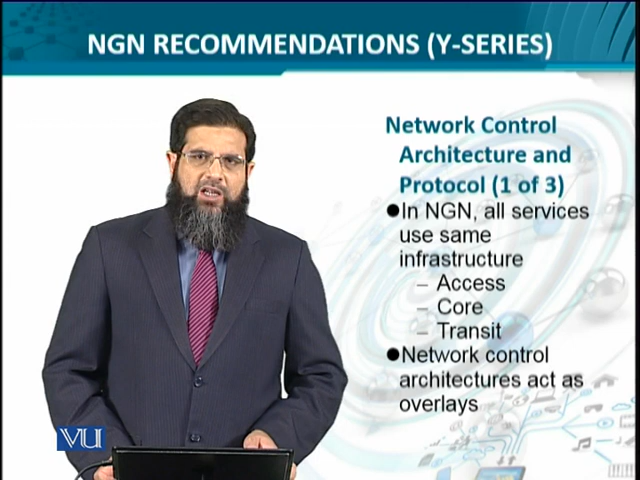 NGN RECOMMENDATIONS (Y-SERIES)
Network Control
Architecture and
Protocol (1 of 3)
●In NGN, all services
use same
infrastructure
– Access
– Core
– Transit
●Network control
architectures act as
overlays
VU